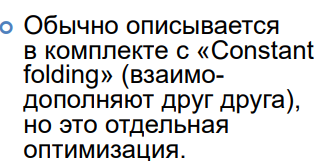 Обычно описывается
в комплекте с «Constant
folding» (взаимо-
дополняют друг друга),
но это отдельная
оптимизация.